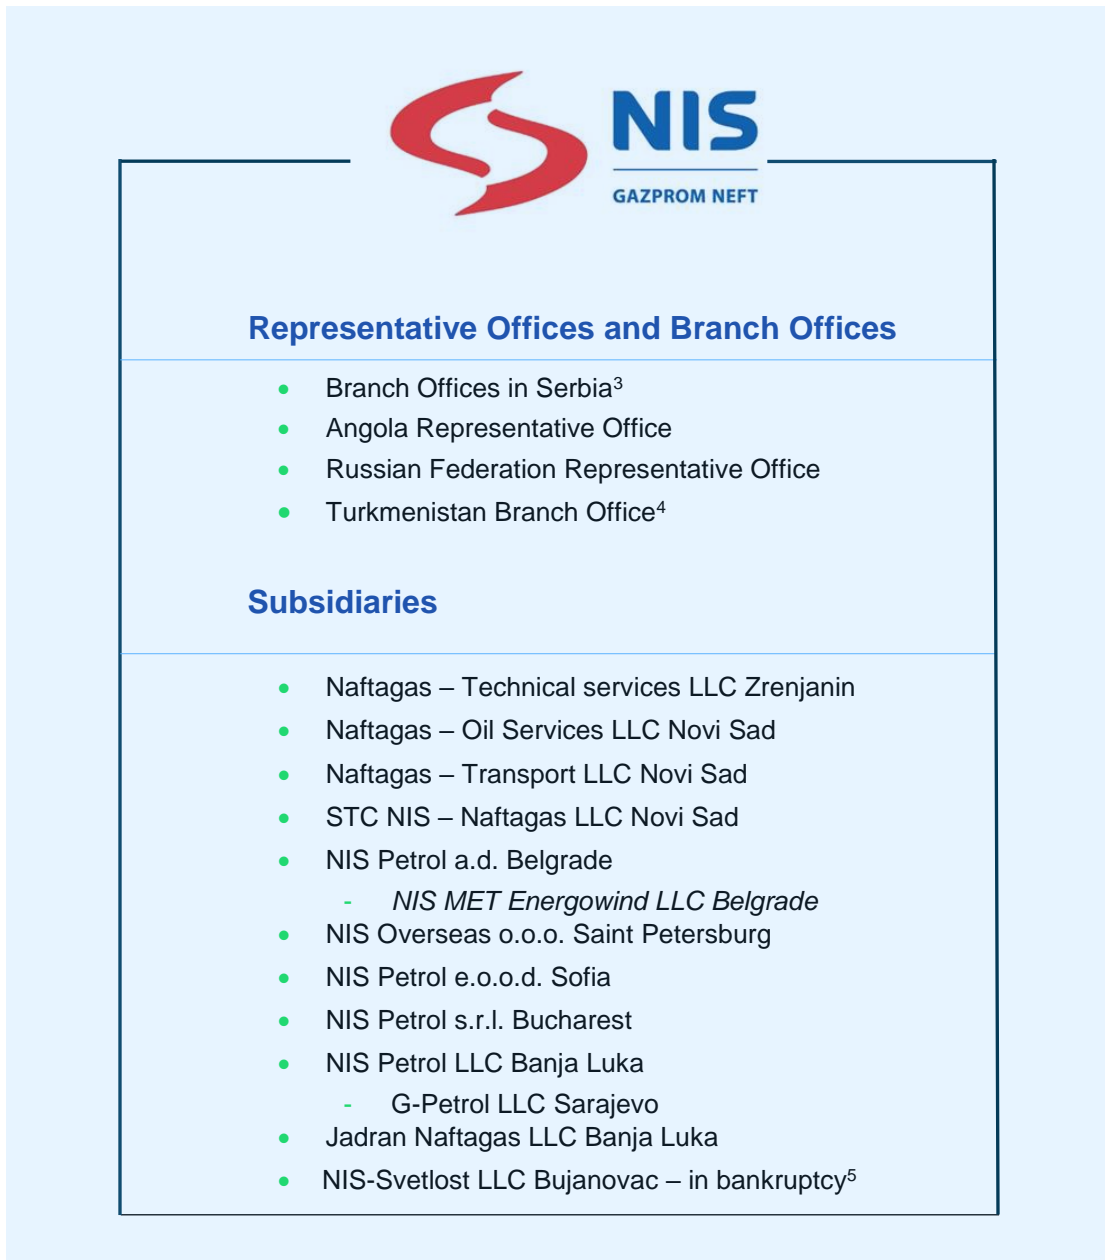 NIS
GAZPROM NEFT
Representative Offices and Branch Offices
• Branch Offices in Serbia³
• Angola Representative Office
• Russian Federation Representative Office
• Turkmenistan Branch Office⁴
Subsidiaries
• Naftagas – Technical services LLC Zrenjanin
• Naftagas – Oil Services LLC Novi Sad
• Naftagas – Transport LLC Novi Sad
• STC NIS – Naftagas LLC Novi Sad
• NIS Petrol a.d. Belgrade
- NIS MET Energowind LLC Belgrade
• NIS Overseas o.o.o. Saint Petersburg
• NIS Petrol e.o.o.d. Sofia
• NIS Petrol s.r.l. Bucharest
• NIS Petrol LLC Banja Luka
- G-Petrol LLC Sarajevo
• Jadran Naftagas LLC Banja Luka
• NIS-Svetlost LLC Bujanovac – in bankruptcy⁵